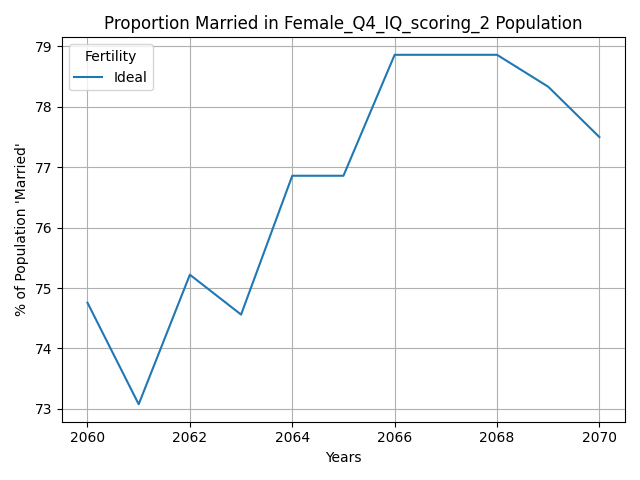 Proportion Married in Female_Q4_IQ_scoring_2 Population
Fertility
Ideal
% of Population 'Married'
79
78
77
76
75
74
73
2060
2062
2064
2066
2068
2070
Years